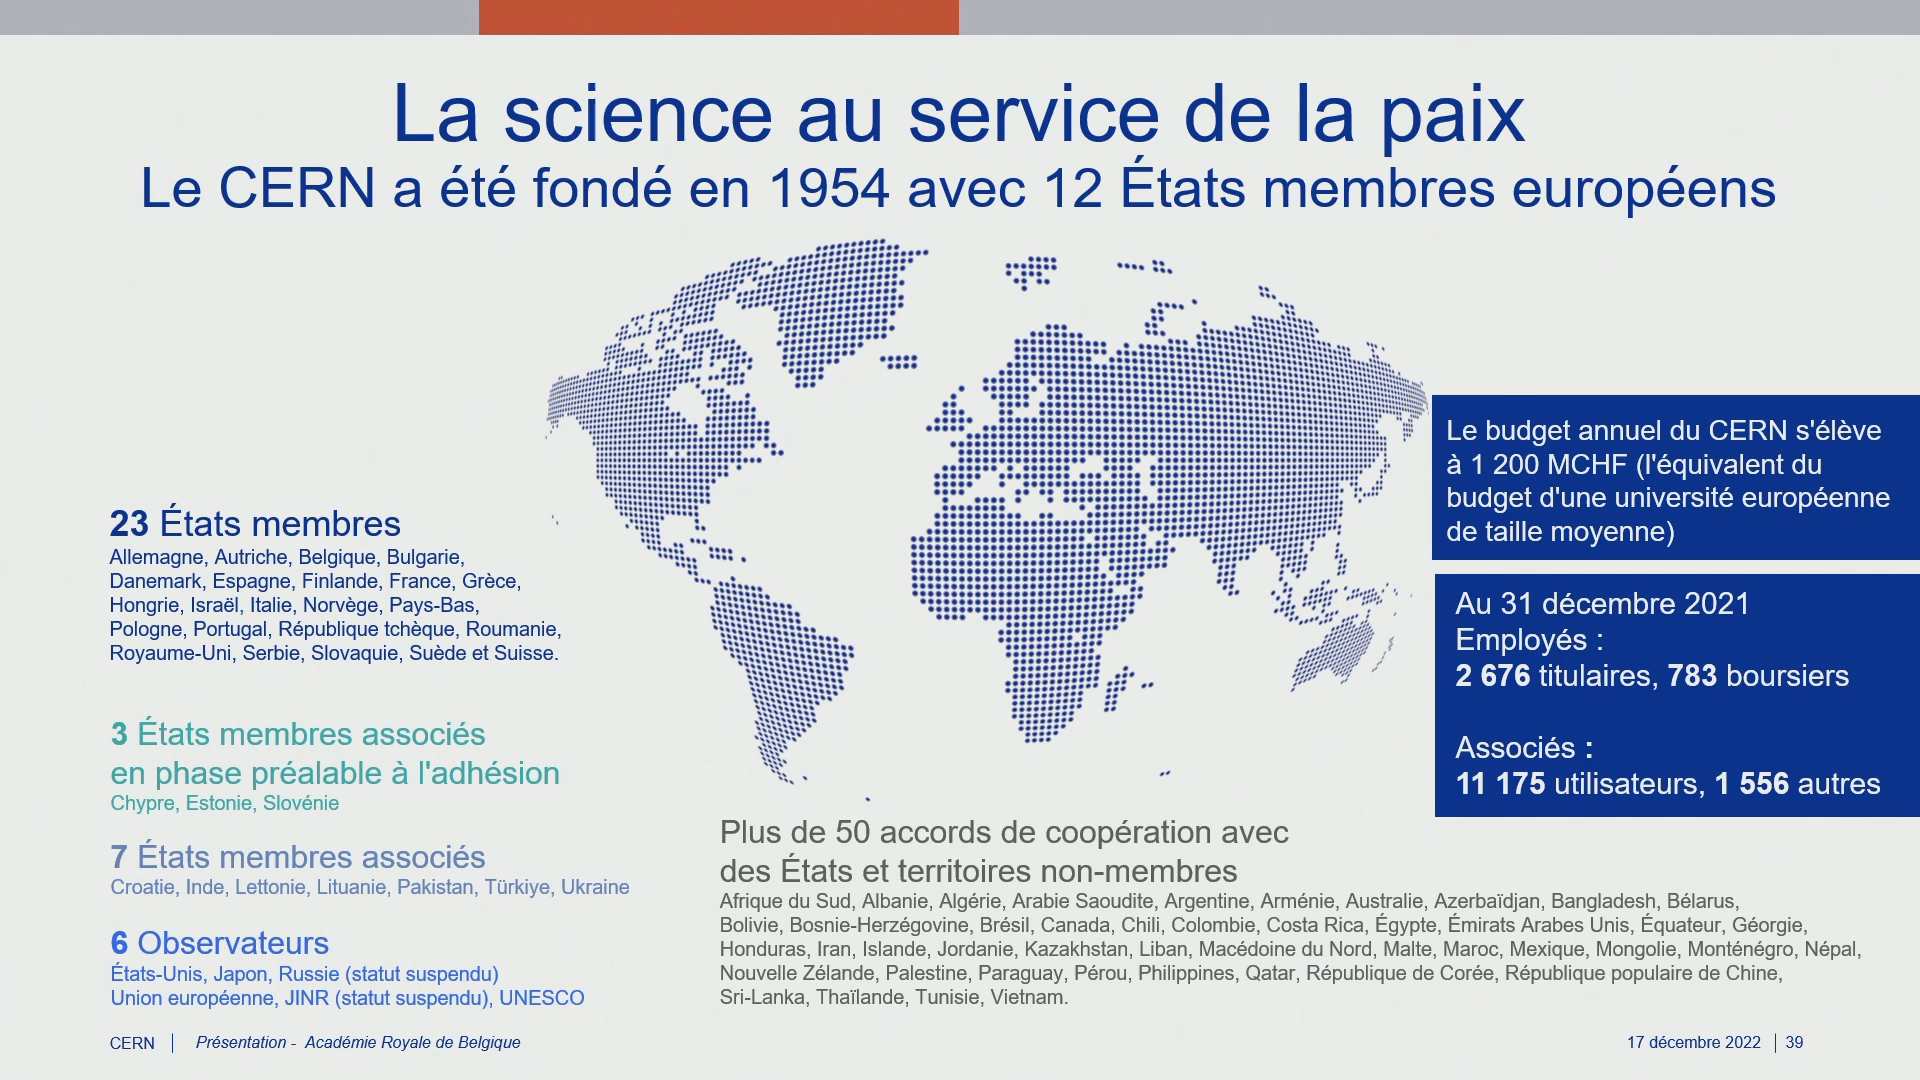 La science au service de la paix
Le CERN a été fondé en 1954 avec 12 États membres européens
Le budget annuel du CERN s'élève
à 1 200 MCHF (l'équivalent du
budget d'une université européenne
de taille moyenne)
23 États membres
Allemagne, Autriche, Belgique, Bulgarie,
Danemark, Espagne, Finlande, France, Grèce,
Hongrie, Israël, Italie, Norvège, Pays-Bas,
Pologne, Portugal, République tchèque, Roumanie,
Royaume-Uni, Serbie, Slovaquie, Suède et Suisse.
Au 31 décembre 2021
Employés :
2 676 titulaires, 783 boursiers
Associés :
11 175 utilisateurs, 1 556 autres
3 États membres associés
en phase préalable à l'adhésion
Chypre, Estonie, Slovénie
7 États membres associés
Croatie, Inde, Lettonie, Lituanie, Pakistan, Türkiye, Ukraine
6 Observateurs
États-Unis, Japon, Russie (statut suspendu)
Union européenne, JINR (statut suspendu), UNESCO
Plus de 50 accords de coopération avec
des États et territoires non-membres
Afrique du Sud, Albanie, Algérie, Arabie Saoudite, Argentine, Arménie, Australie, Azerbaïdjan, Bangladesh, Bélarus,
Bolivie, Bosnie-Herzégovine, Brésil, Canada, Chili, Colombie, Costa Rica, Égypte, Émirats Arabes Unis, Équateur, Géorgie,
Honduras, Iran, Islande, Jordanie, Kazakhstan, Liban, Macédoine du Nord, Malte, Maroc, Mexique, Mongolie, Monténégro, Népal,
Nouvelle Zélande, Palestine, Paraguay, Pérou, Philippines, Qatar, République de Corée, République populaire de Chine,
Sri-Lanka, Thaïlande, Tunisie, Vietnam.
CERN | Présentation - Académie Royale de Belgique
17 décembre 2022 | 39